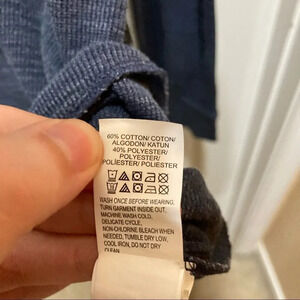 60% COTTON/ COTON/
ALGODON/ KATUN
40% POLYESTER/
POLYESTER/
POLIÉSTER/ POLIESTER
WASH ONCE BEFORE WEARING,
TURN GARMENT INSIDE OUT,
MACHINE WASH COLD,
DELICATE CYCLE,
NON-CHLORINE BLEACH WHEN
NEEDED, TUMBLE DRY LOW,
COOL IRON, DO NOT DRY
CLEAN